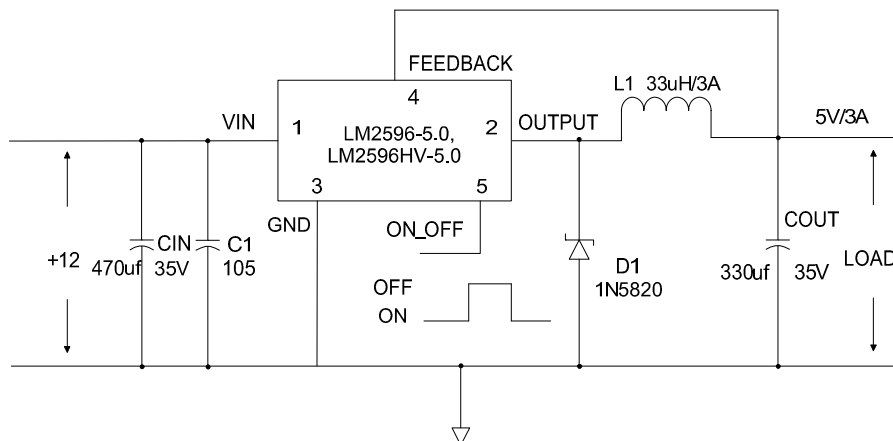 FEEDBACK
L1 33uH/3A
4
VIN
1
LM2596-5.0,
LM2596HV-5.0
2
OUTPUT
5V/3A
3
5
GND
ON_OFF
COUT
CIN
C1
+12
470uf 35V
105
D1
1N5820
330uf 35V
LOAD
OFF
ON